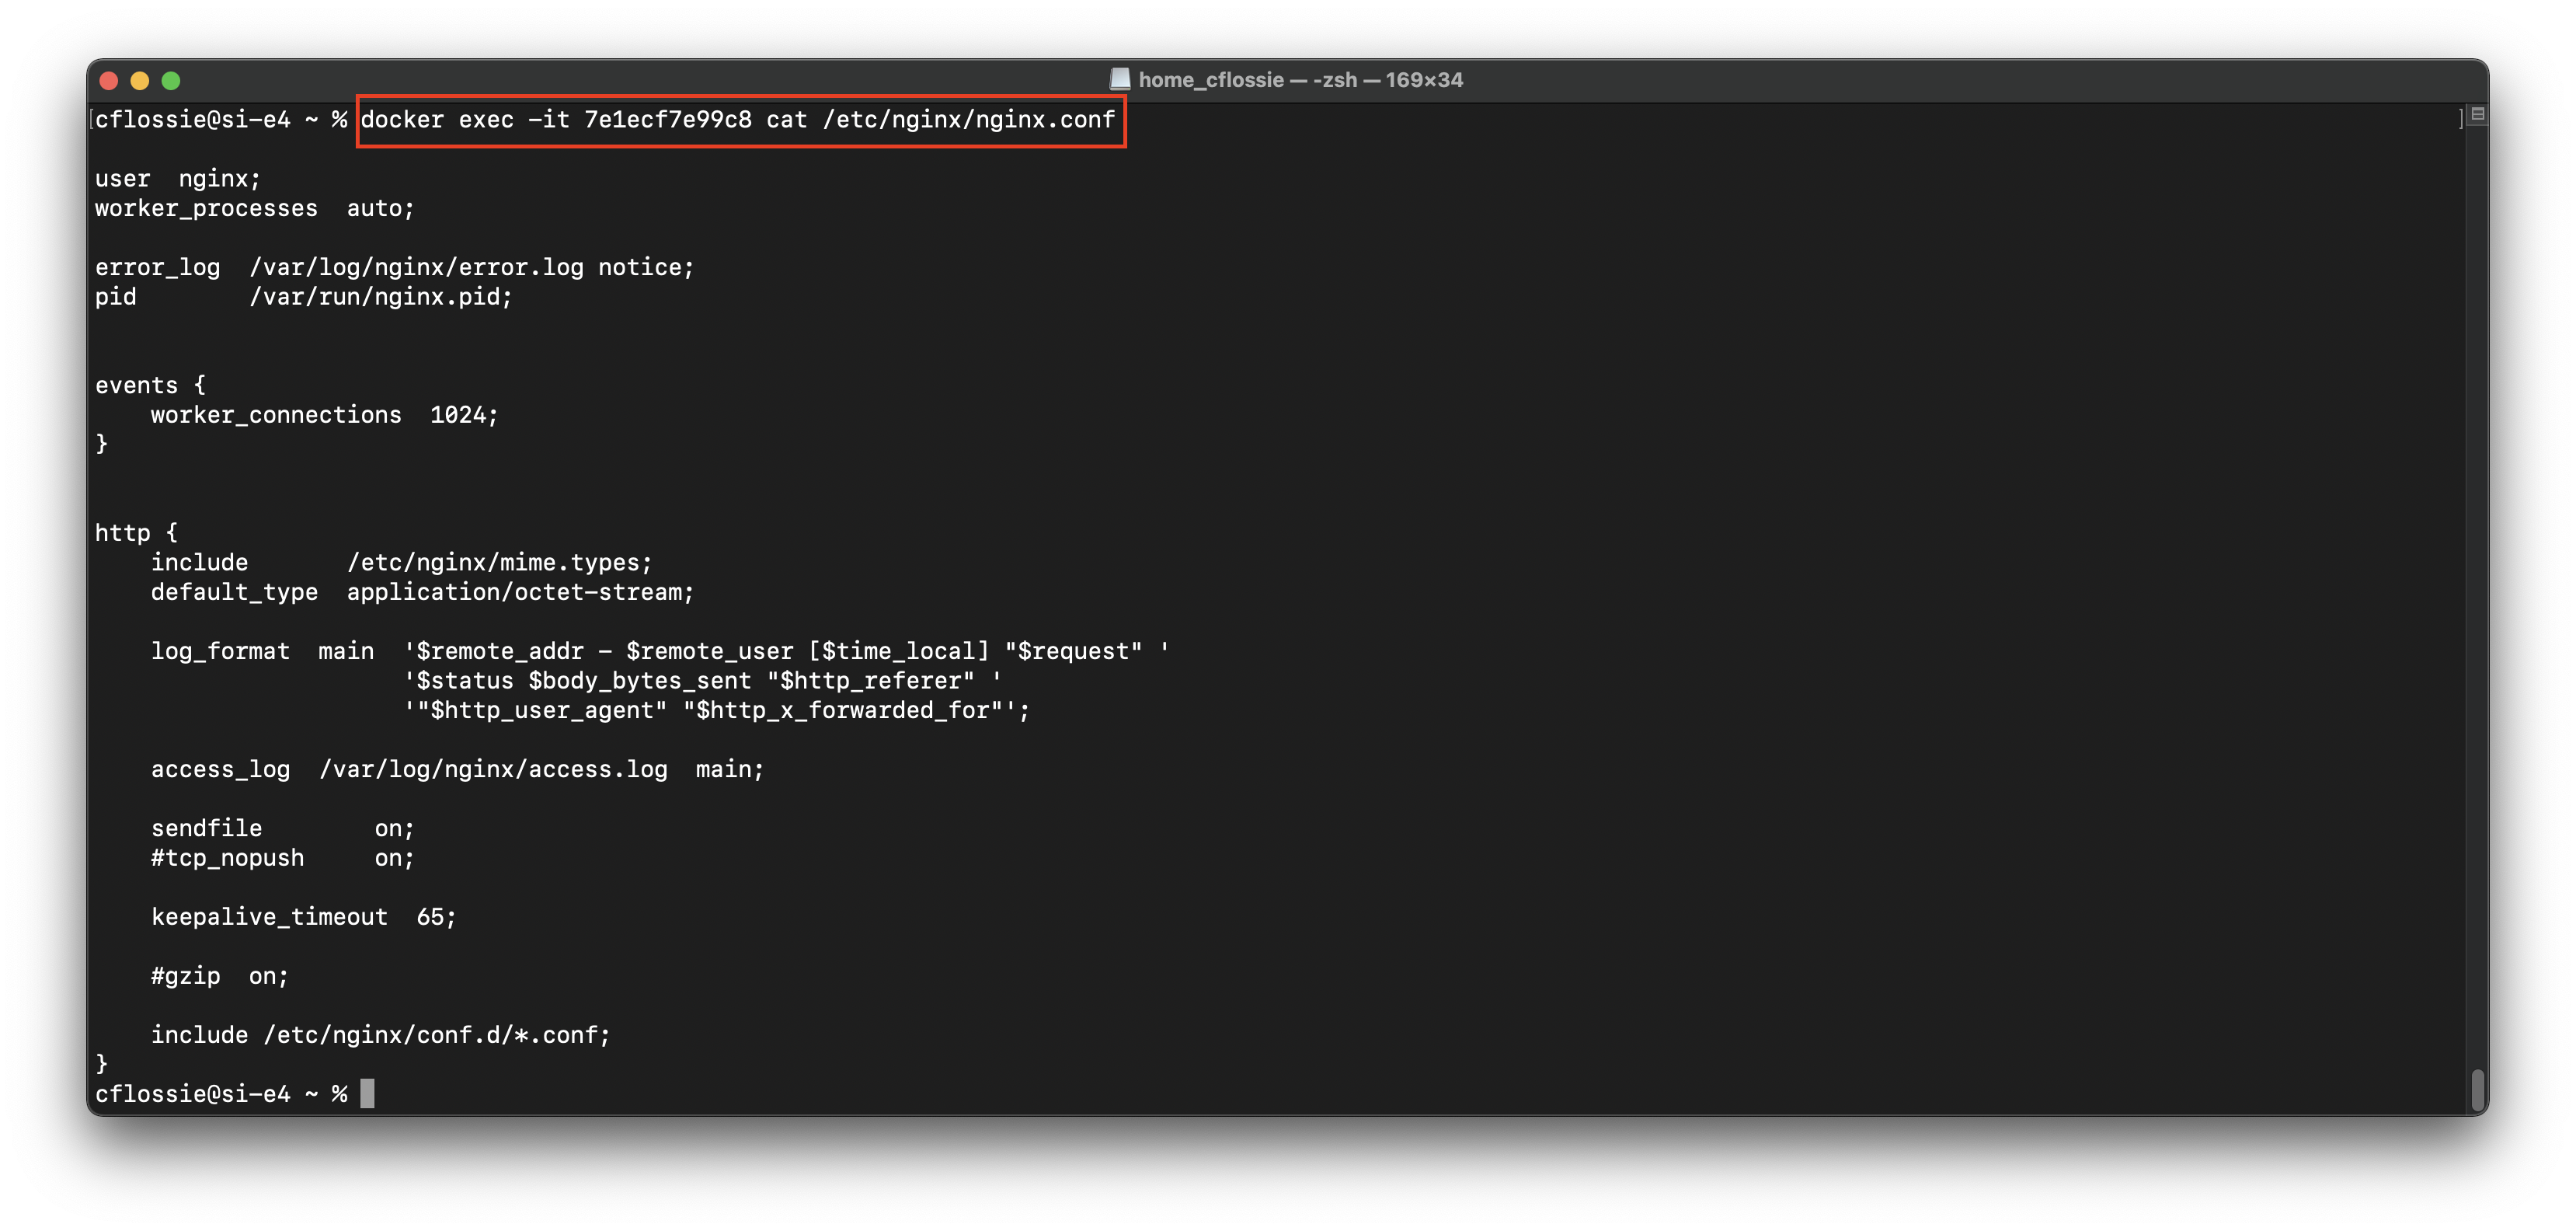 home_cflossie — -zsh — 169×34
cflossie@si-e4 ~ % docker exec -it 7e1ecf7e99c8 cat /etc/nginx/nginx.conf
user  nginx;
worker_processes  auto;
error_log  /var/log/nginx/error.log notice;
pid        /var/run/nginx.pid;
events {
    worker_connections  1024;
}
http {
    include       /etc/nginx/mime.types;
    default_type  application/octet-stream;
    log_format  main  '$remote_addr - $remote_user [$time_local] "$request" '
                      '$status $body_bytes_sent "$http_referer" '
                      '"$http_user_agent" "$http_x_forwarded_for"';
    access_log  /var/log/nginx/access.log  main;
    sendfile        on;
    #tcp_nopush     on;
    keepalive_timeout  65;
    #gzip  on;
    include /etc/nginx/conf.d/*.conf;
}
cflossie@si-e4 ~ %